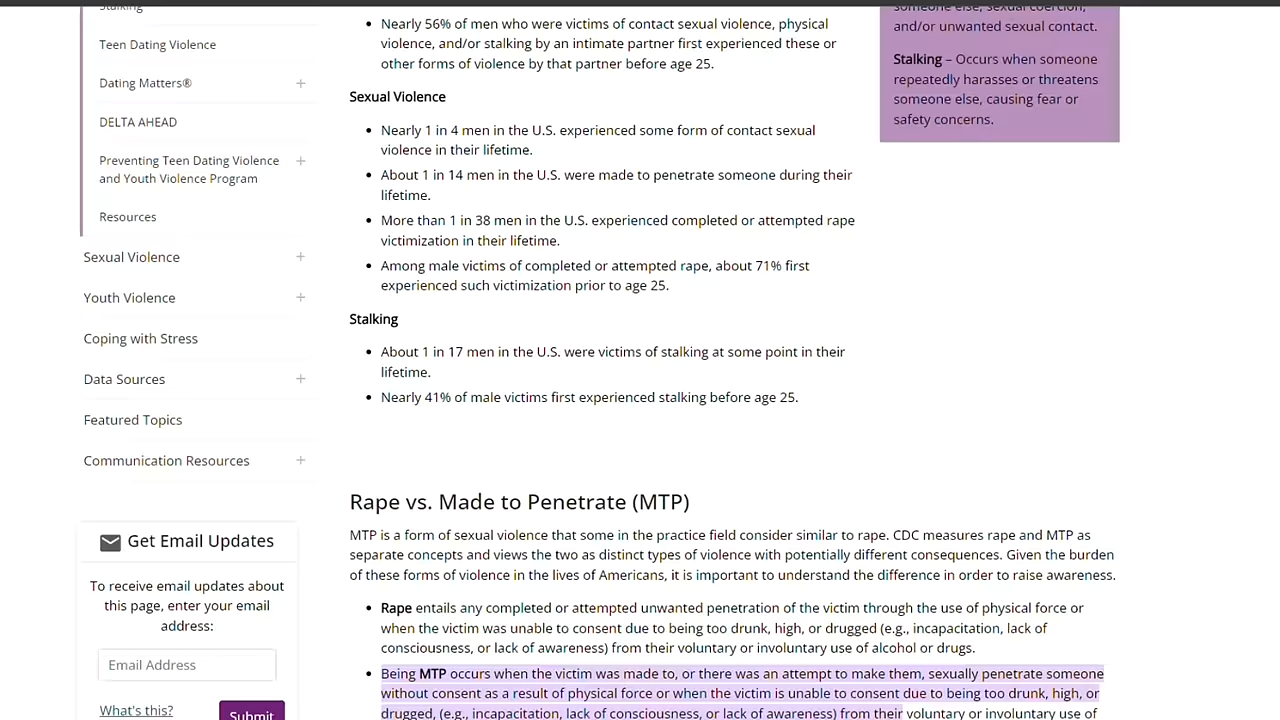 Stalking
Teen Dating Violence
Dating Matters®
DELTA AHEAD
Preventing Teen Dating Violence
and Youth Violence Program
Resources
Sexual Violence
Youth Violence
Coping with Stress
Data Sources
Featured Topics
Communication Resources
Get Email Updates
To receive email updates about
this page, enter your email
address:
Email Address
What's this?
Submit
Nearly 56% of men who were victims of contact sexual violence, physical
violence, and/or stalking by an intimate partner first experienced these or
other forms of violence by that partner before age 25.
Sexual Violence
Nearly 1 in 4 men in the U.S. experienced some form of contact sexual
violence in their lifetime.
About 1 in 14 men in the U.S. were made to penetrate someone during their
lifetime.
More than 1 in 38 men in the U.S. experienced completed or attempted rape
victimization in their lifetime.
Among male victims of completed or attempted rape, about 71% first
experienced such victimization prior to age 25.
Stalking
About 1 in 17 men in the U.S. were victims of stalking at some point in their
lifetime.
Nearly 41% of male victims first experienced stalking before age 25.
Rape vs. Made to Penetrate (MTP)
MTP is a form of sexual violence that some in the practice field consider similar to rape. CDC measures rape and MTP as
separate concepts and views the two as distinct types of violence with potentially different consequences. Given the burden
of these forms of violence in the lives of Americans, it is important to understand the difference in order to raise awareness.
Rape entails any completed or attempted unwanted penetration of the victim through the use of physical force or
when the victim was unable to consent due to being too drunk, high, or drugged (e.g., incapacitation, lack of
consciousness, or lack of awareness) from their voluntary or involuntary use of alcohol or drugs.
Being MTP occurs when the victim was made to, or there was an attempt to make them, sexually penetrate someone
without consent as a result of physical force or when the victim is unable to consent due to being too drunk, high, or
drugged, (e.g., incapacitation, lack of consciousness, or lack of awareness) from their voluntary or involuntary use of
someone else, sexual coercion,
and/or unwanted sexual contact.
Stalking – Occurs when someone
repeatedly harasses or threatens
someone else, causing fear or
safety concerns.